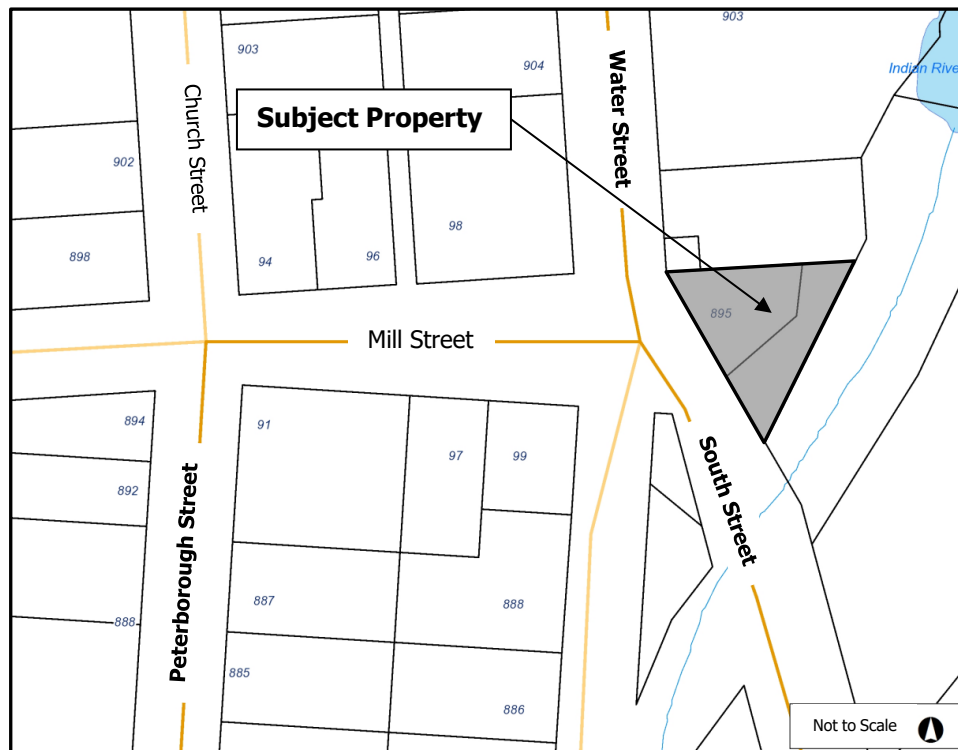 903
903
904
Indian River
Church Street
Water Street
Subject Property
902
898
94
96
98
895
Mill Street
894
892
888
91
97
99
Peterborough Street
South Street
887
888
885
886
Not to Scale